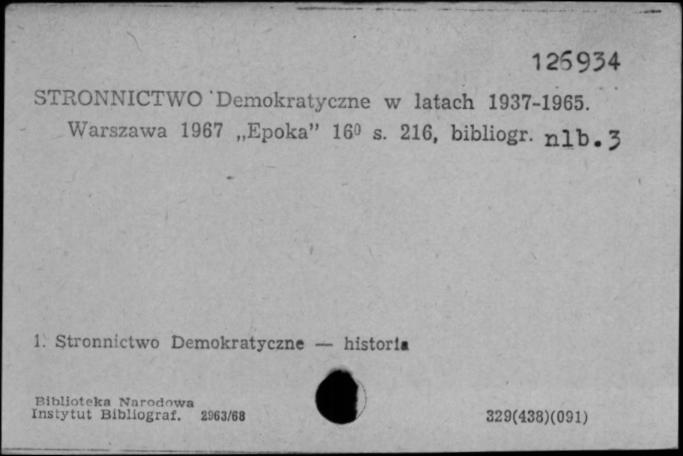 126934
STRONNICTWO Demokratyczne w latach 1937-1965.
Warszawa 1967 „Epoka” 16⁰ s. 216, bibliogr. nlb.3
1. Stronnictwo Demokratyczne — historia
Biblioteka Narodowa
Instytut Bibliograf. 2963/68
329(438)(091)